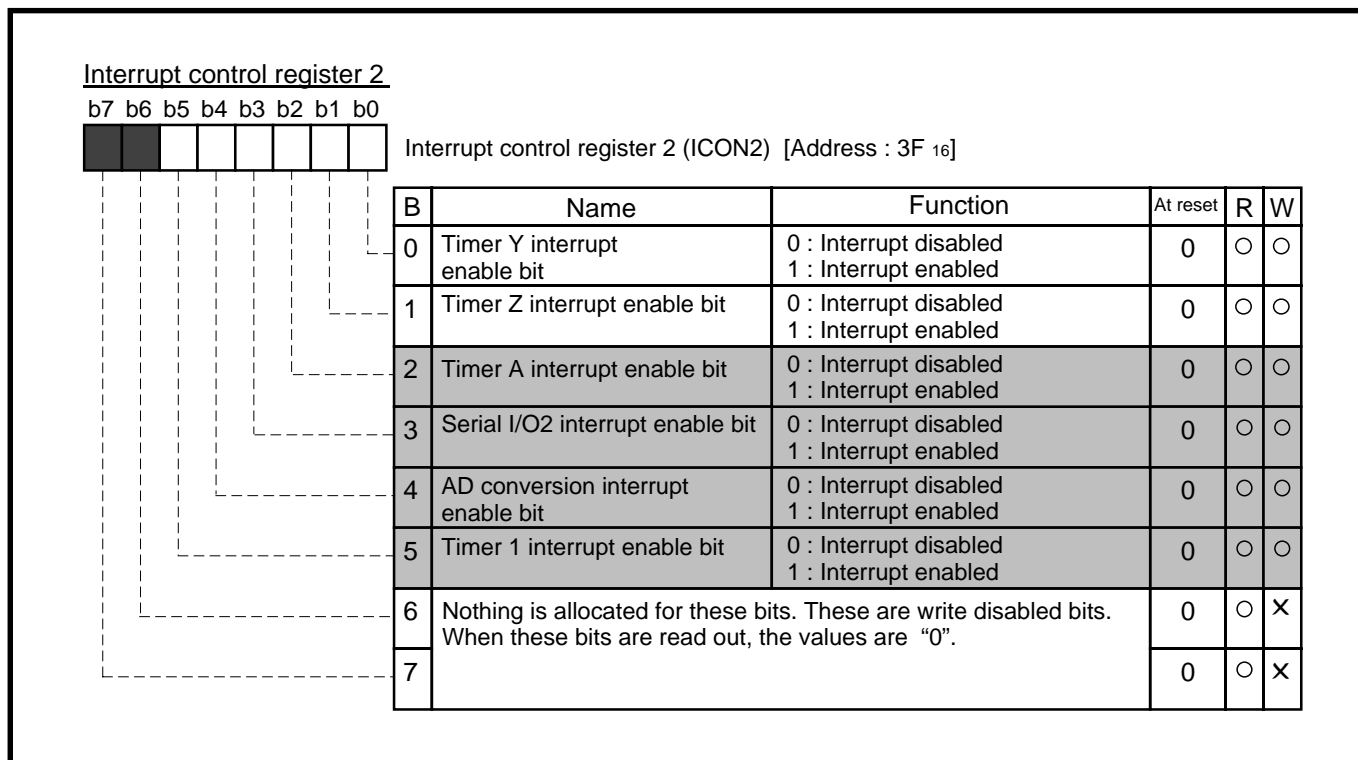 Interrupt control register 2
b7 b6 b5 b4 b3 b2 b1 b0
Interrupt control register 2 (ICON2) [Address : 3F 16]
B Name Function At reset R W
0 Timer Y interrupt enable bit 0 : Interrupt disabled 1 : Interrupt enabled 0 ○ ○
1 Timer Z interrupt enable bit 0 : Interrupt disabled 1 : Interrupt enabled 0 ○ ○
2 Timer A interrupt enable bit 0 : Interrupt disabled 1 : Interrupt enabled 0 ○ ○
3 Serial I/O2 interrupt enable bit 0 : Interrupt disabled 1 : Interrupt enabled 0 ○ ○
4 AD conversion interrupt enable bit 0 : Interrupt disabled 1 : Interrupt enabled 0 ○ ○
5 Timer 1 interrupt enable bit 0 : Interrupt disabled 1 : Interrupt enabled 0 ○ ○
6 Nothing is allocated for these bits. These are write disabled bits. 0 ○ ×
When these bits are read out, the values are “0”.
7 0 ○ ×